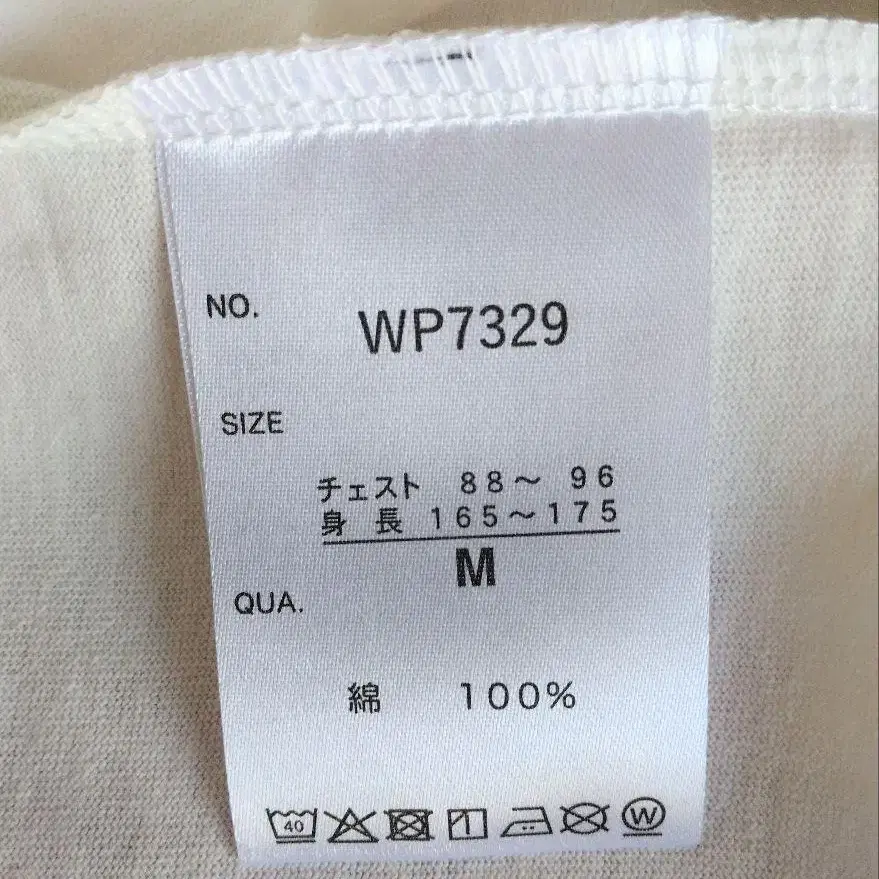 NO.
WP7329
SIZE
チェスト 88～ 96
身 長 165～175
M
QUA.
綿 100%
40
W